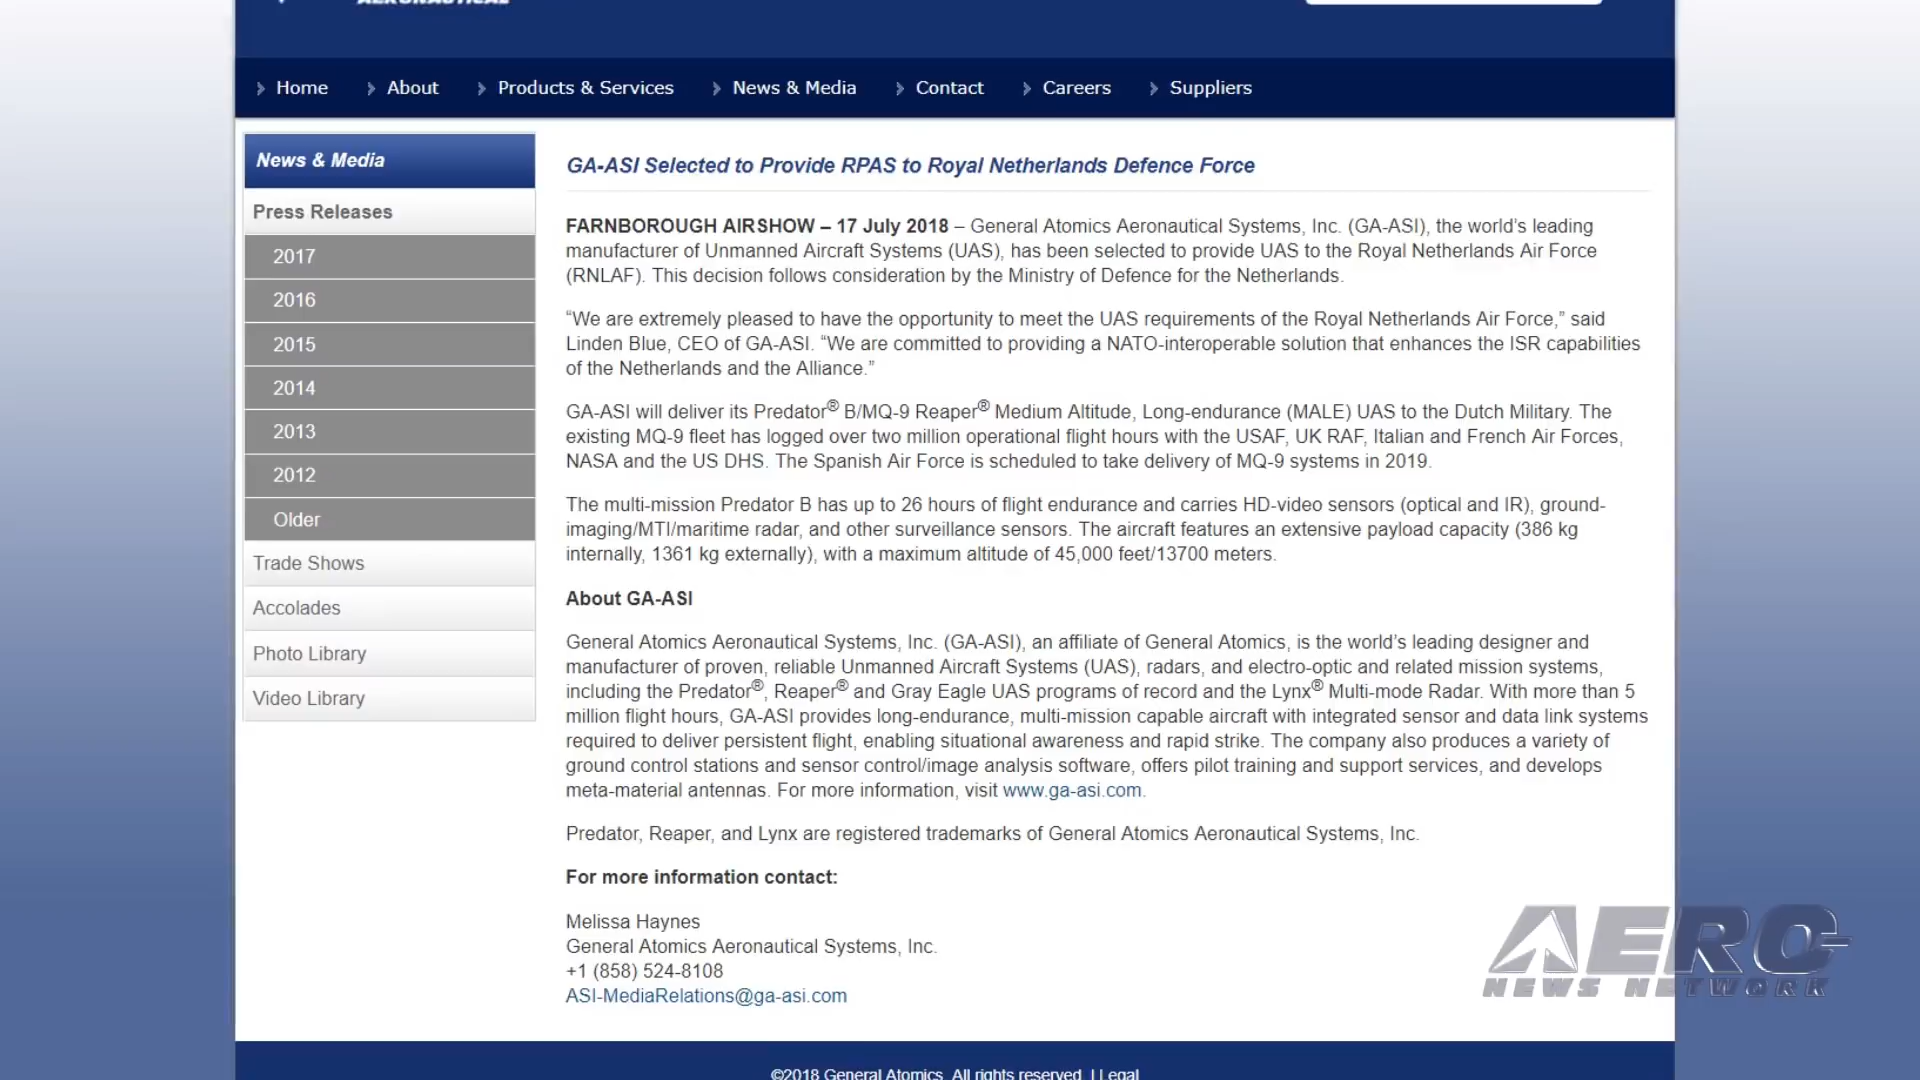 AERONAUTICAL
Home
About
Products & Services
News & Media
Contact
Careers
Suppliers
News & Media
Press Releases
2017
2016
2015
2014
2013
2012
Older
Trade Shows
Accolades
Photo Library
Video Library
GA-ASI Selected to Provide RPAS to Royal Netherlands Defence Force
FARNBOROUGH AIRSHOW – 17 July 2018 – General Atomics Aeronautical Systems, Inc. (GA-ASI), the world’s leading
manufacturer of Unmanned Aircraft Systems (UAS), has been selected to provide UAS to the Royal Netherlands Air Force
(RNLAF). This decision follows consideration by the Ministry of Defence for the Netherlands.
“We are extremely pleased to have the opportunity to meet the UAS requirements of the Royal Netherlands Air Force,” said
Linden Blue, CEO of GA-ASI. “We are committed to providing a NATO-interoperable solution that enhances the ISR capabilities
of the Netherlands and the Alliance.”
GA-ASI will deliver its Predator® B/MQ-9 Reaper® Medium Altitude, Long-endurance (MALE) UAS to the Dutch Military. The
existing MQ-9 fleet has logged over two million operational flight hours with the USAF, UK RAF, Italian and French Air Forces,
NASA and the US DHS. The Spanish Air Force is scheduled to take delivery of MQ-9 systems in 2019.
The multi-mission Predator B has up to 26 hours of flight endurance and carries HD-video sensors (optical and IR), ground-
imaging/MTI/maritime radar, and other surveillance sensors. The aircraft features an extensive payload capacity (386 kg
internally, 1361 kg externally), with a maximum altitude of 45,000 feet/13700 meters.
About GA-ASI
General Atomics Aeronautical Systems, Inc. (GA-ASI), an affiliate of General Atomics, is the world’s leading designer and
manufacturer of proven, reliable Unmanned Aircraft Systems (UAS), radars, and electro-optic and related mission systems,
including the Predator®, Reaper® and Gray Eagle UAS programs of record and the Lynx® Multi-mode Radar. With more than 5
million flight hours, GA-ASI provides long-endurance, multi-mission capable aircraft with integrated sensor and data link systems
required to deliver persistent flight, enabling situational awareness and rapid strike. The company also produces a variety of
ground control stations and sensor control/image analysis software, offers pilot training and support services, and develops
meta-material antennas. For more information, visit www.ga-asi.com.
Predator, Reaper, and Lynx are registered trademarks of General Atomics Aeronautical Systems, Inc.
For more information contact:
Melissa Haynes
General Atomics Aeronautical Systems, Inc.
+1 (858) 524-8108
ASI-MediaRelations@ga-asi.com
AERO
NEWS NETWORK
©2018 General Atomics. All rights reserved. | Legal